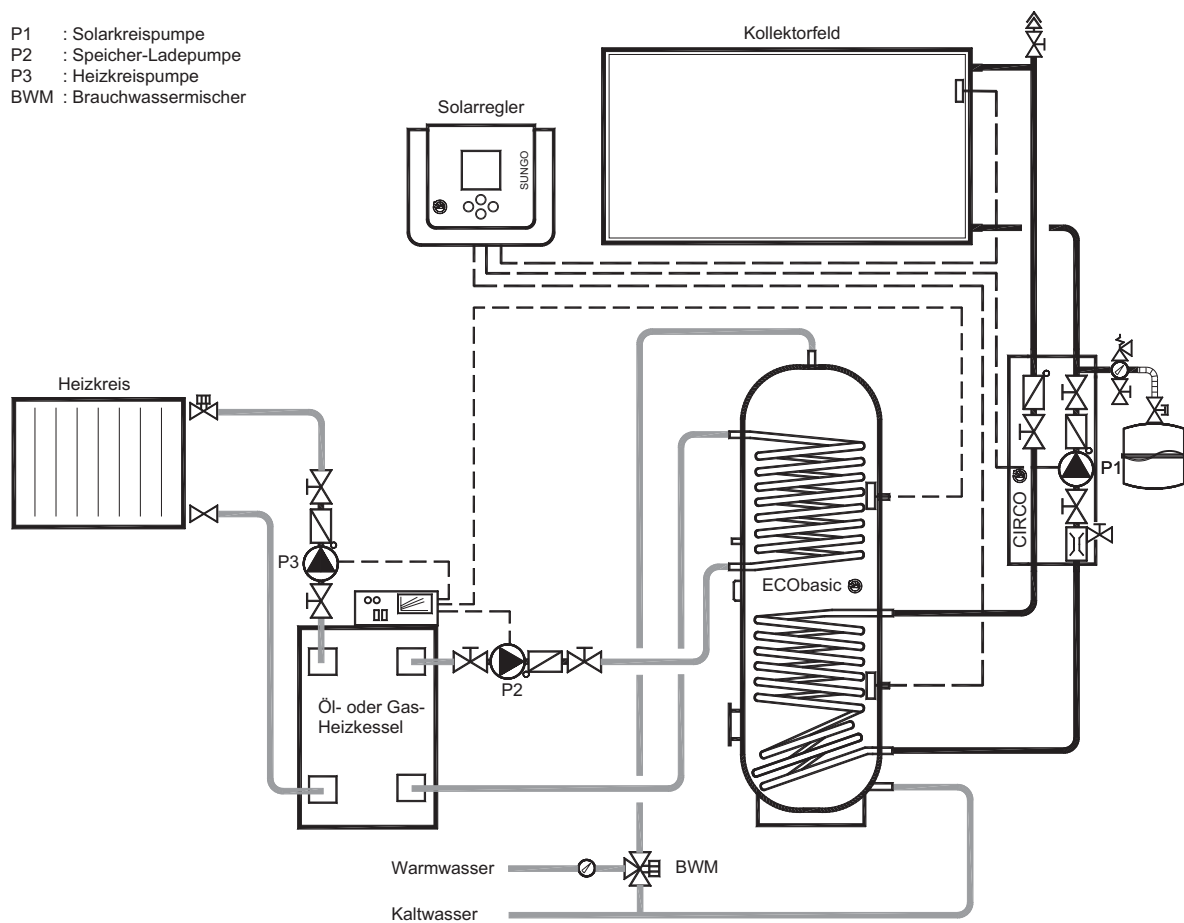 P1 : Solarkreispumpe
P2 : Speicher-Ladepumpe
P3 : Heizkreispumpe
BWM : Brauchwassermischer
Kollektorfeld
Solarregler
SUNGO
Heizkreis
P1
CIRCO
P3
ECObasic
P2
Öl- oder Gas-
Heizkessel
Warmwasser
BWM
Kaltwasser